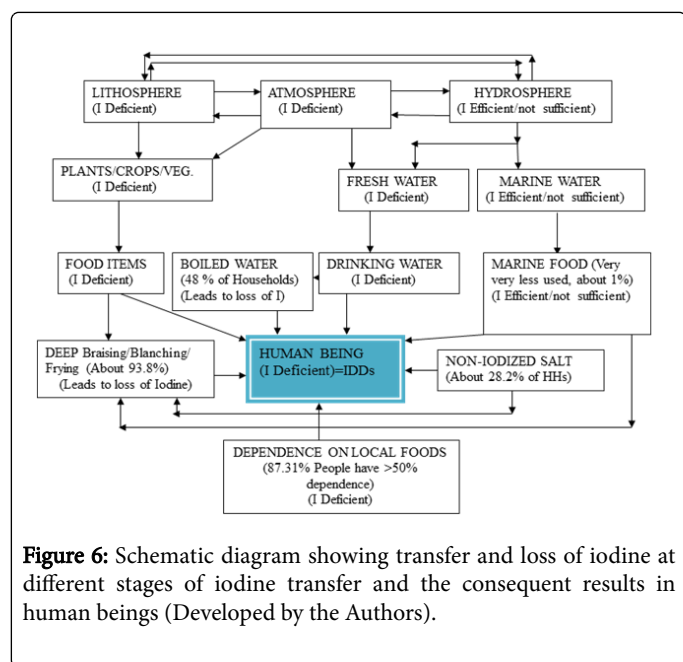 LITHOSPHERE
(I Deficient)
ATMOSPHERE
(I Deficient)
HYDROSPHERE
(I Efficient/not sufficient)
PLANTS/CROPS/VEG.
(I Deficient)
FRESH WATER
(I Deficient)
MARINE WATER
(I Efficient/not sufficient)
FOOD ITEMS
(I Deficient)
BOILED WATER
(48 % of Households)
(Leads to loss of I)
DRINKING WATER
(I Deficient)
MARINE FOOD (Very
very less used, about 1%)
(I Efficient/not sufficient)
DEEP Braising/Blanching/
Frying (About 93.8%)
(Leads to loss of Iodine)
HUMAN BEING
(I Deficient)=IDDs
NON-IODIZED SALT
(About 28.2% of HHs)
DEPENDENCE ON LOCAL FOODS
(87.31% People have >50%
dependence)
(I Deficient)
Figure 6: Schematic diagram showing transfer and loss of iodine at
different stages of iodine transfer and the consequent results in
human beings (Developed by the Authors).